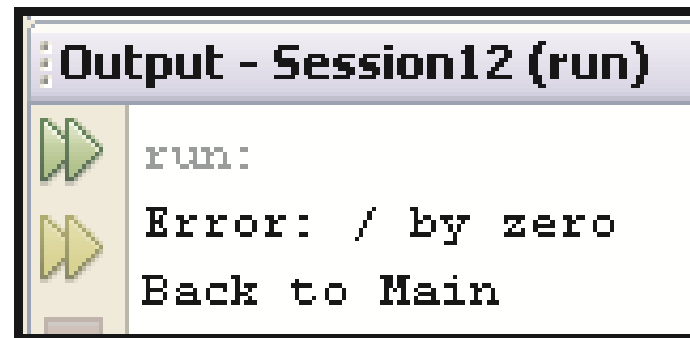 Output - Session12 (run)
run:
Error: / by zero
Back to Main